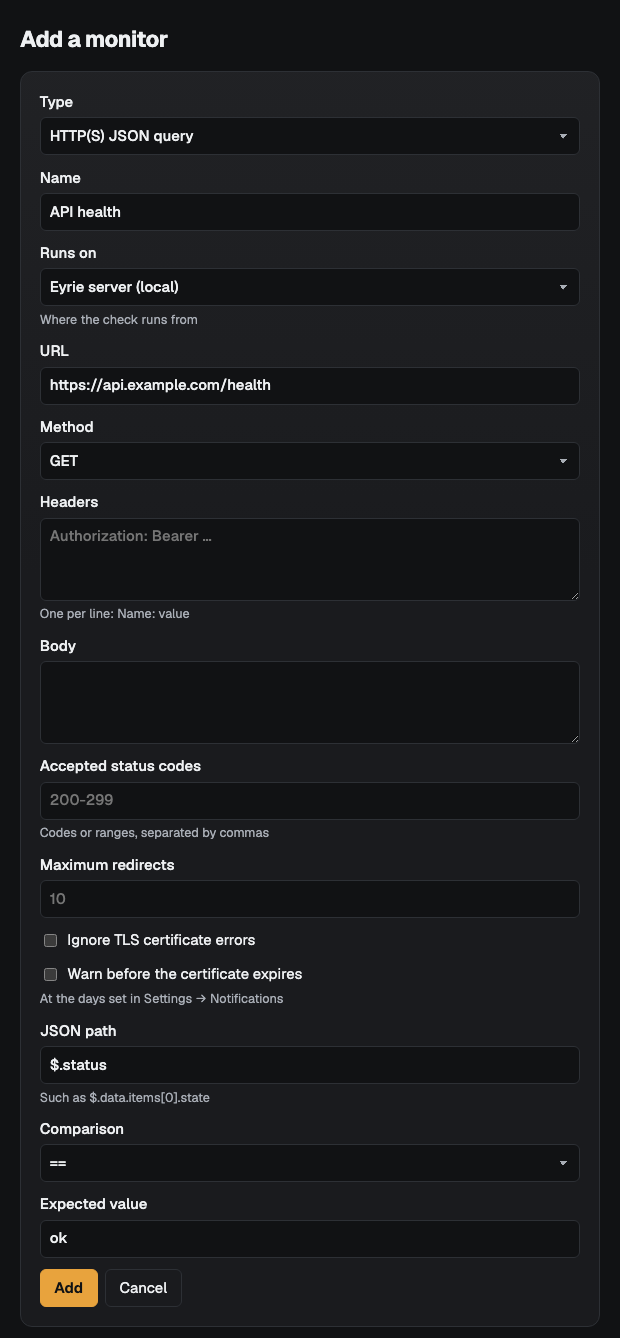 Add a monitor
Type
HTTP(S) JSON query
Name
API health
Runs on
Eyrie server (local)
Where the check runs from
URL
https://api.example.com/health
Method
GET
Headers
Authorization: Bearer ...
One per line: Name: value
Body
Accepted status codes
200-299
Codes or ranges, separated by commas
Maximum redirects
10
Ignore TLS certificate errors
Warn before the certificate expires
At the days set in Settings → Notifications
JSON path
$.status
Such as $.data.items[0].state
Comparison
==
Expected value
ok
Add Cancel